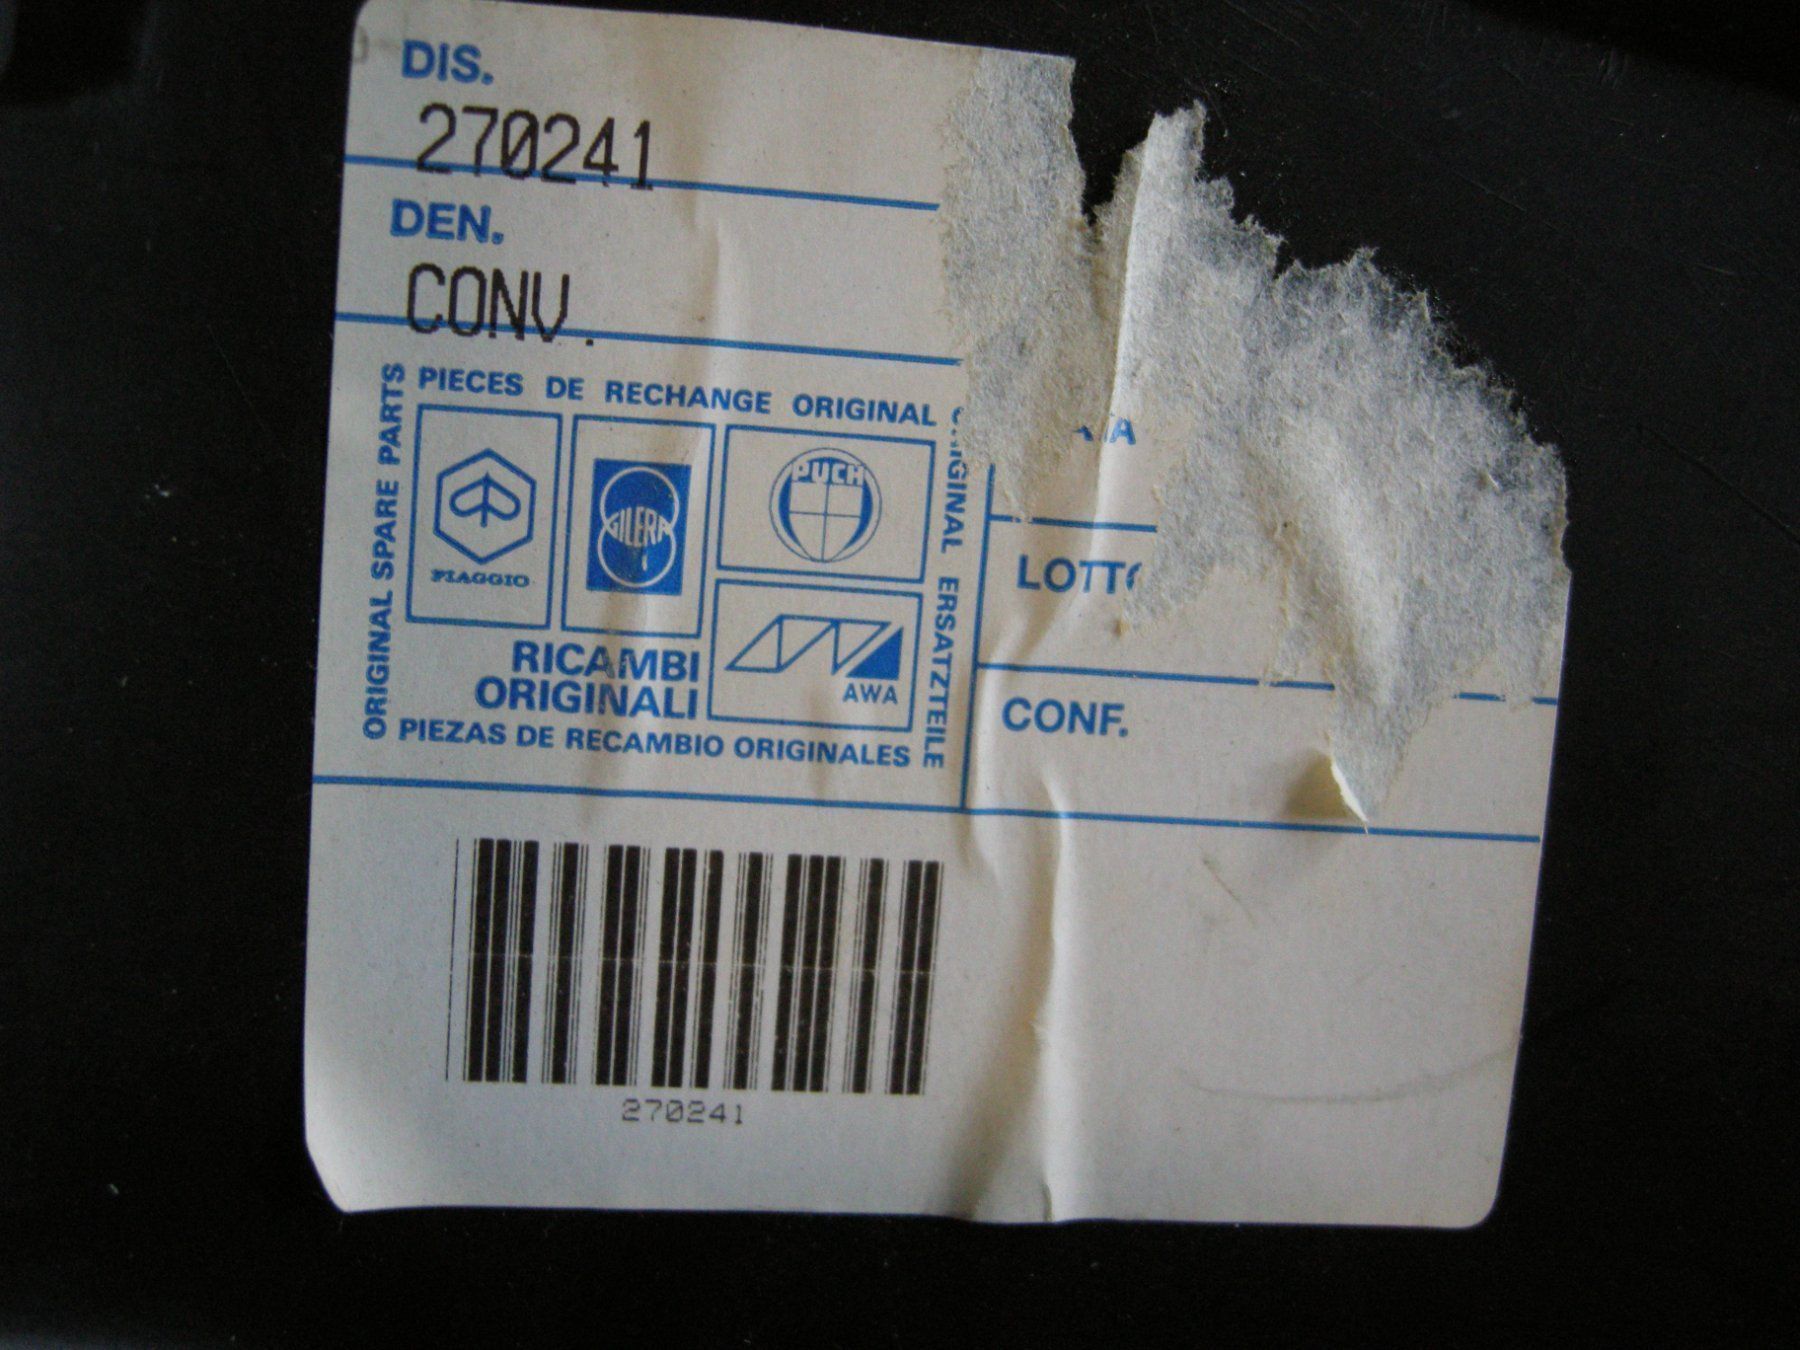 DIS.
270241
DEN.
CONV.
PIECES DE RECHANGE ORIGINAL
ORIGINAL SPARE PARTS
PIAGGIO
GILERA
PUCH
AWA
ORIGINAL ERSATZTEILE
RICAMBI
ORIGINALI
PIEZAS DE RECAMBIO ORIGINALES
LOTTO
CONF.
270241